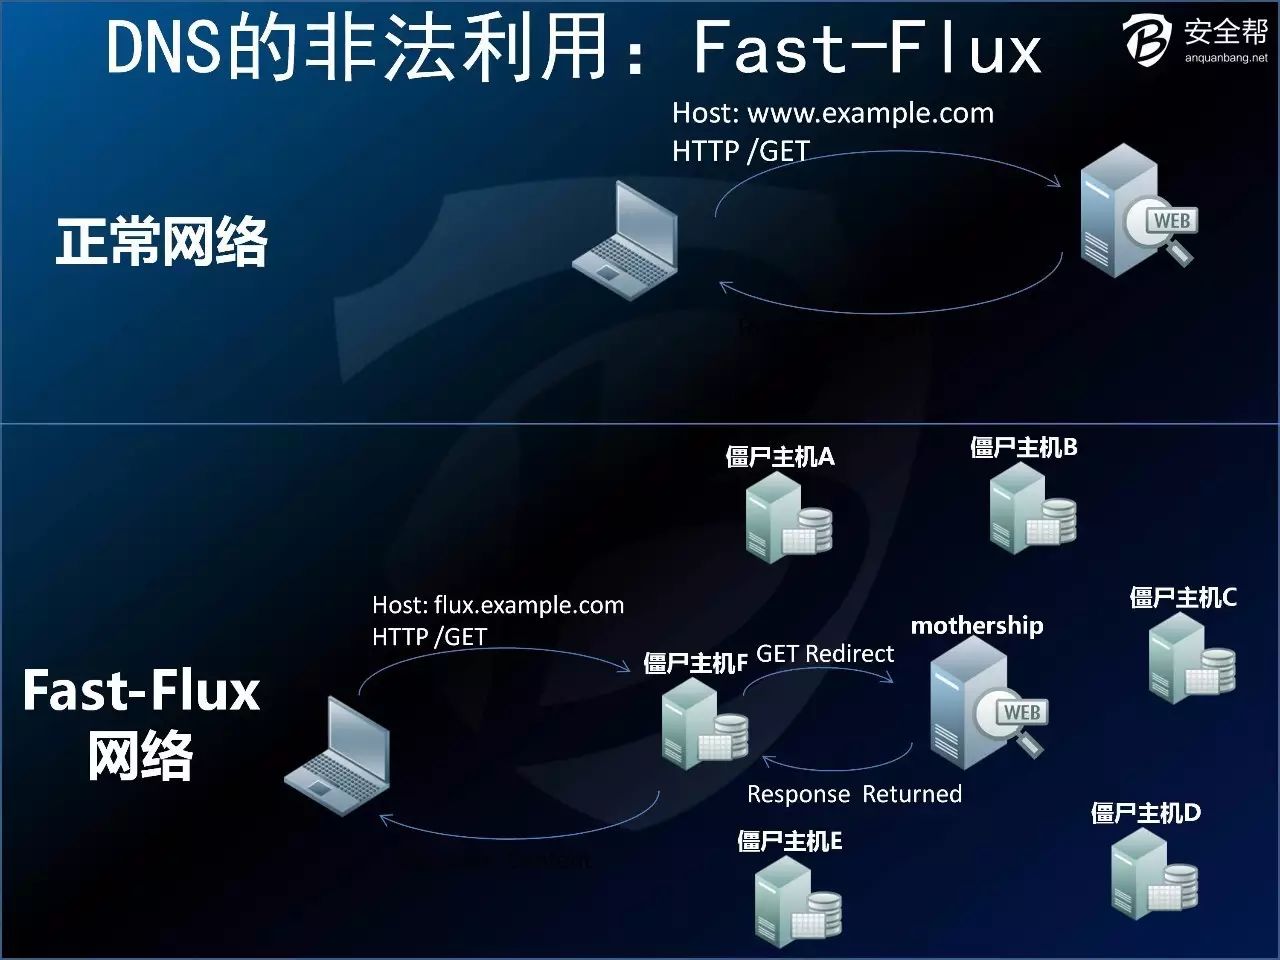 DNS的非法利用：Fast-Flux
安全帮
anquanbang.net
Host: www.example.com
HTTP /GET
正常网络
WEB
僵尸主机A
僵尸主机B
僵尸主机C
Host: flux.example.com
HTTP /GET
mothership
僵尸主机F
GET Redirect
Fast-Flux
网络
WEB
Response Returned
僵尸主机D
僵尸主机E